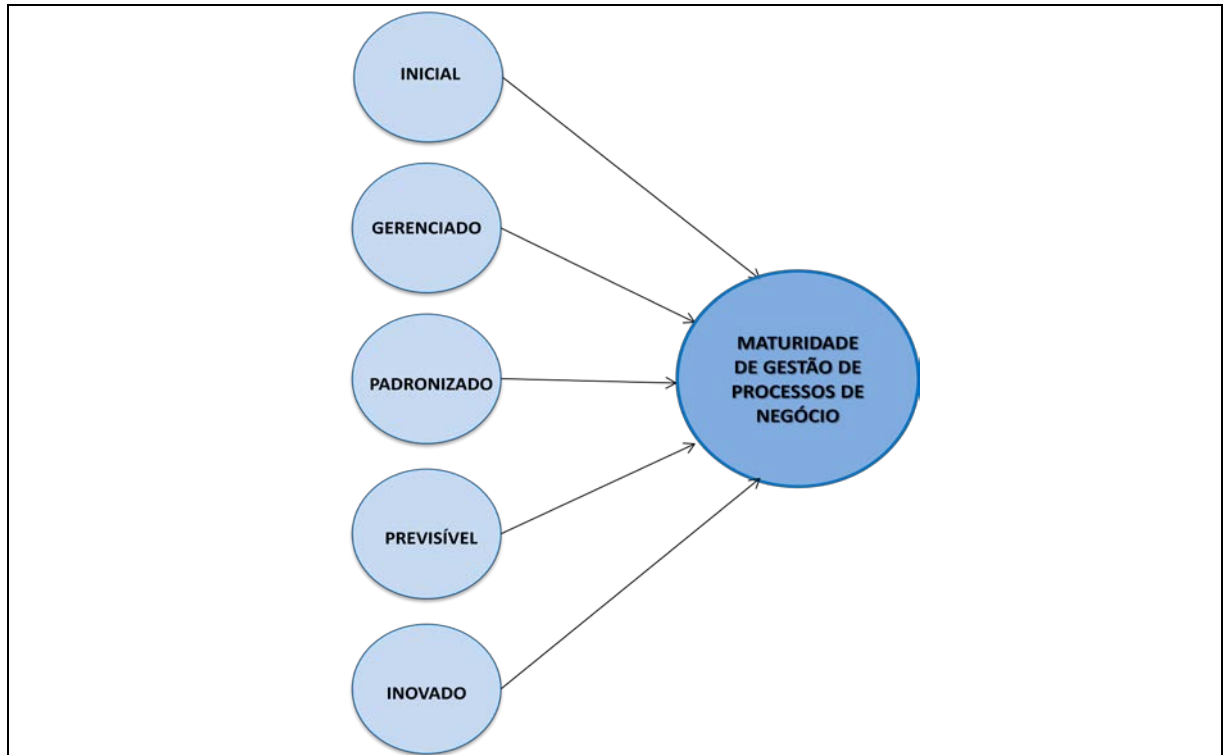 INICIAL
GERENCIADO
PADRONIZADO
PREVISÍVEL
INOVADO
MATURIDADE
DE GESTÃO DE
PROCESSOS DE
NEGÓCIO